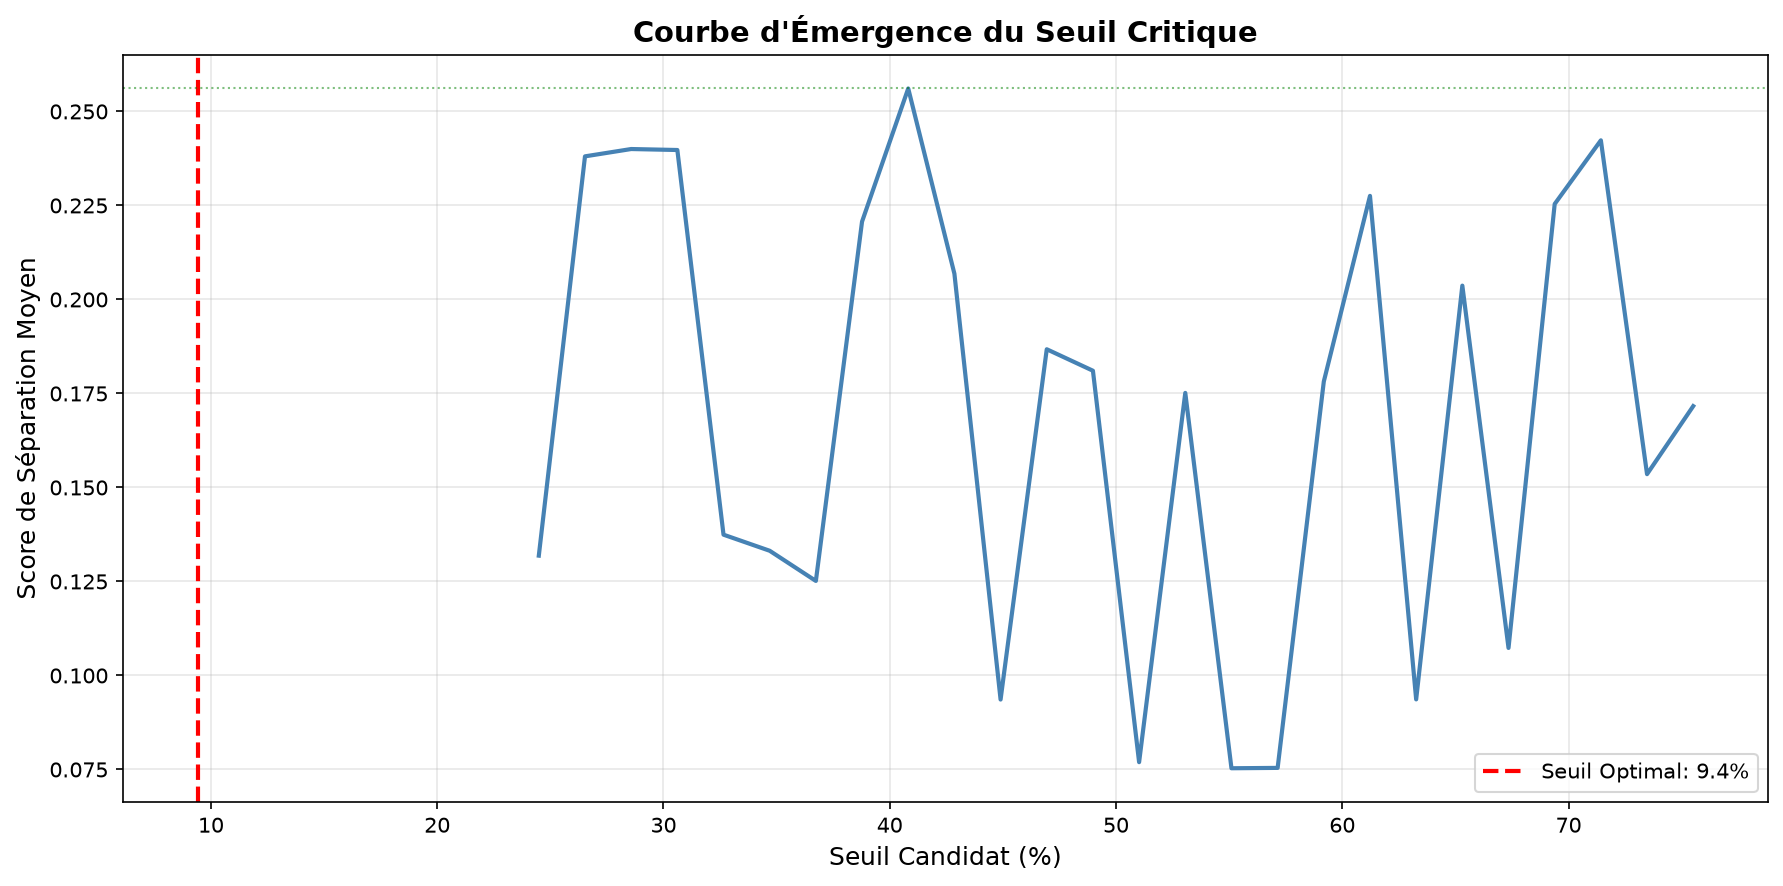 Courbe d'Émergence du Seuil Critique
Score de Séparation Moyen
0.250
0.225
0.200
0.175
0.150
0.125
0.100
0.075
Seuil Optimal: 9.4%
10 20 30 40 50 60 70
Seuil Candidat (%)